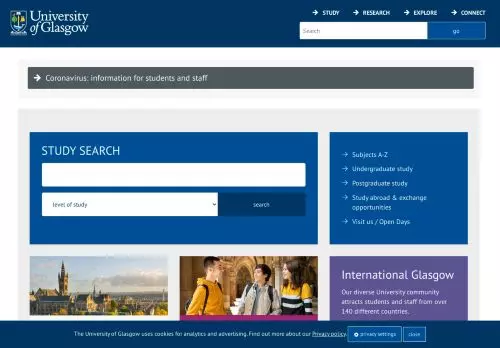 University
of Glasgow
STUDY
RESEARCH
EXPLORE
CONNECT
Search
go
Coronavirus: information for students and staff
STUDY SEARCH
level of study
search
Subjects A-Z
Undergraduate study
Postgraduate study
Study abroad & exchange
opportunities
Visit us / Open Days
International Glasgow
Our diverse University community
attracts students and staff from
over 140 different countries.
The University of Glasgow uses cookies for analytics and advertising. Find out more about our Privacy policy.
privacy settings
close